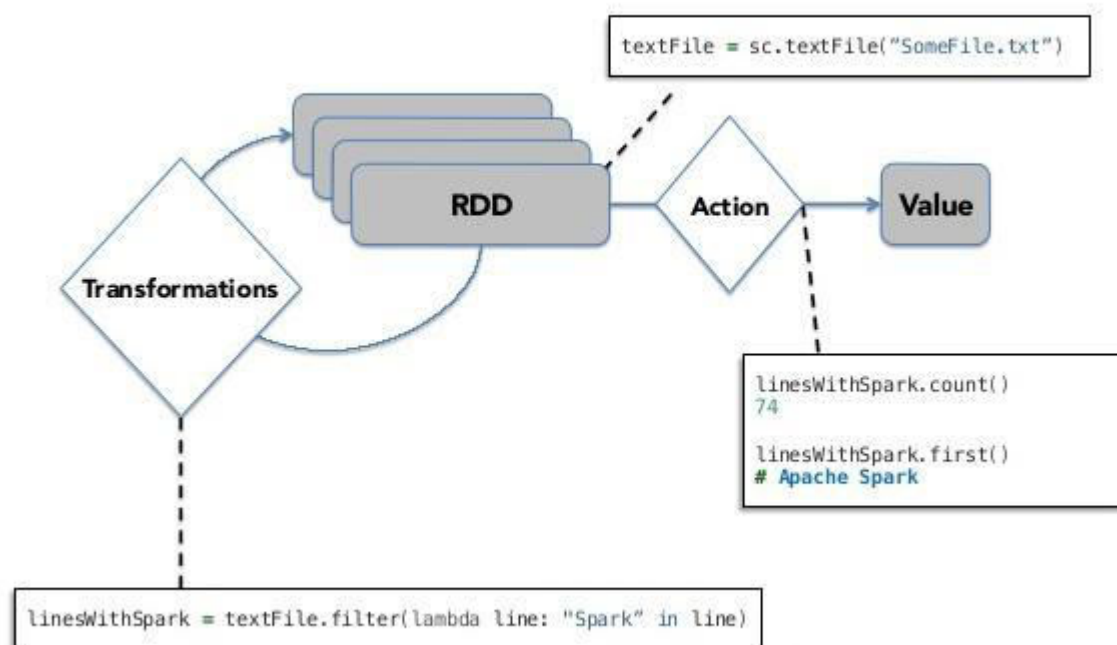 textFile = sc.textFile(”SomeFile.txt”)
RDD
Action
Value
Transformations
linesWithSpark.count()
74
linesWithSpark.first()
# Apache Spark
linesWithSpark = textFile.filter(lambda line: "Spark” in line)